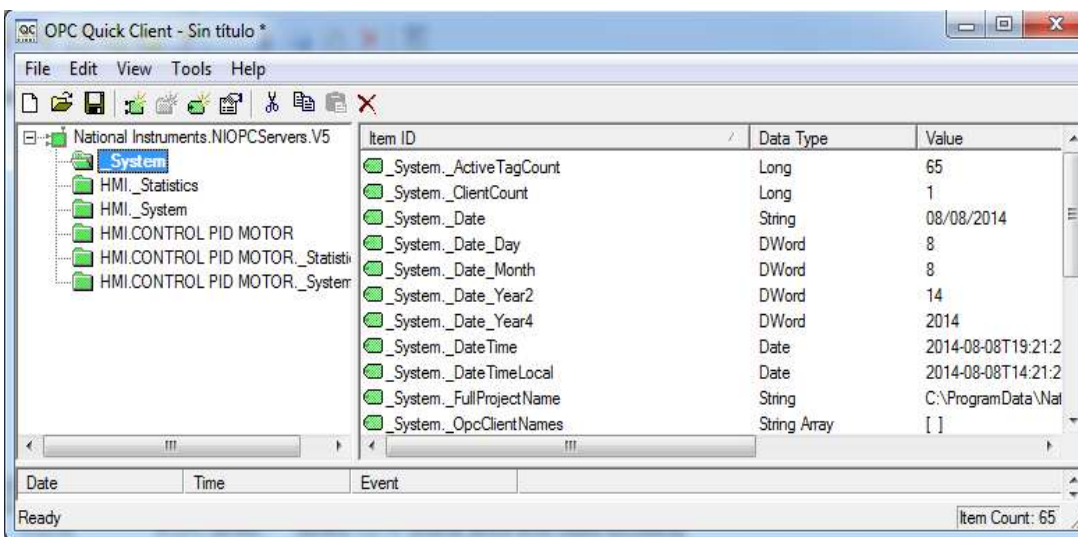 OPC Quick Client - Sin título *
File Edit View Tools Help
National Instruments.NIOPCServers.V5
_System
HMI._Statistics
HMI._System
HMI.CONTROL PID MOTOR
HMI.CONTROL PID MOTOR._Statisti
HMI.CONTROL PID MOTOR._System
Item ID Data Type Value
_System._ActiveTagCount Long 65
_System._ClientCount Long 1
_System._Date String 08/08/2014
_System._Date_Day DWord 8
_System._Date_Month DWord 8
_System._Date_Year2 DWord 14
_System._Date_Year4 DWord 2014
_System._DateTime Date 2014-08-08T19:21:2
_System._DateTimeLocal Date 2014-08-08T14:21:2
_System._FullProjectName String C:\ProgramData\Nat
_System._OpcClientNames String Array [ ]
Date Time Event
Ready Item Count: 65